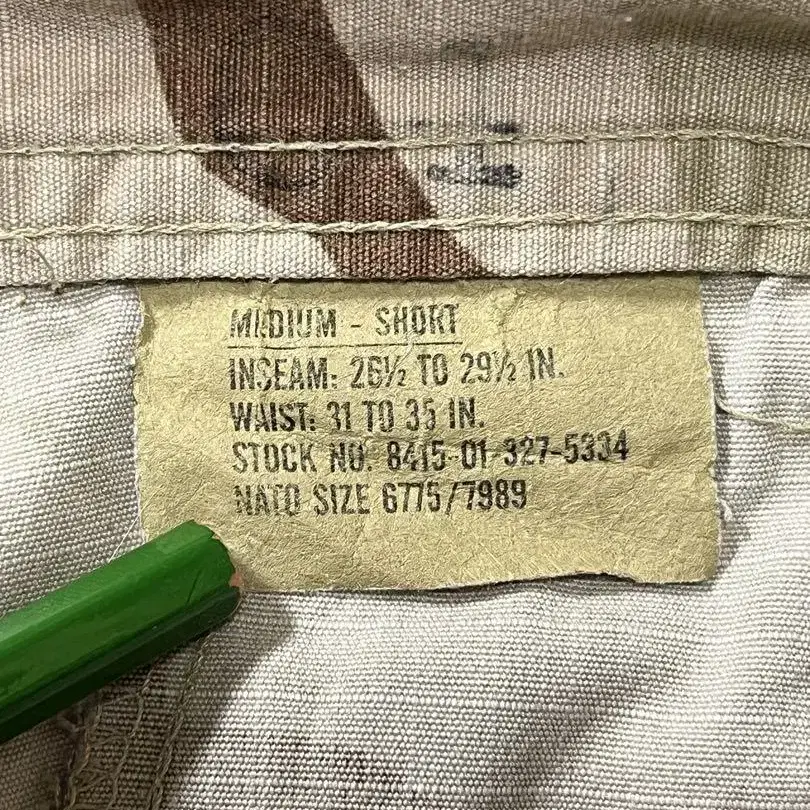 MEDIUM - SHORT
INSEAM: 26½ TO 29½ IN.
WAIST: 31 TO 35 IN.
STOCK NO. 8415-01-327-5334
NATO SIZE 6775/7989